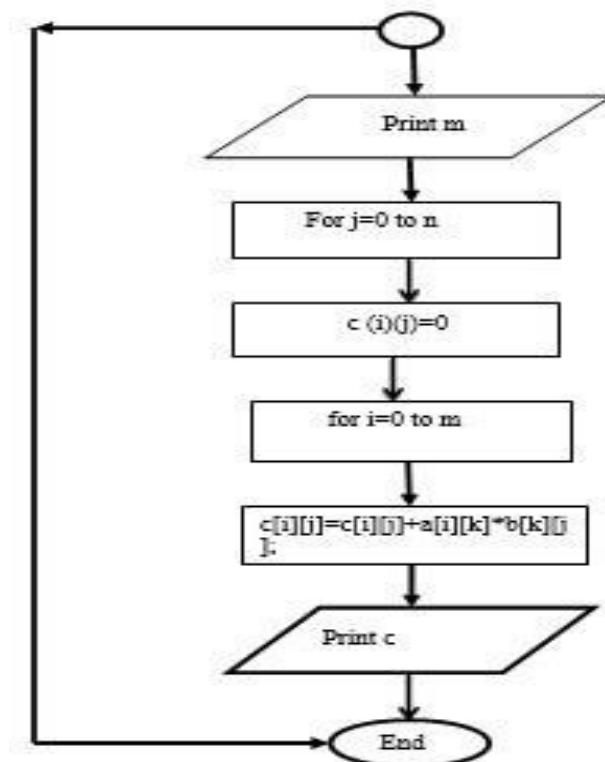 Print m
For j=0 to n
c (i)(j)=0
for i=0 to m
c[i][j]=c[i][j]+a[i][k]*b[k][j
];
Print c
End